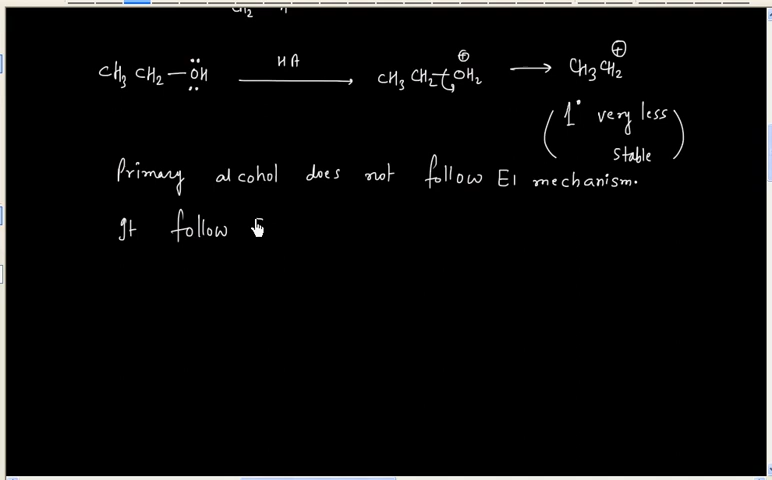 CH2 H
CH3 CH2—ÖH HA CH3 CH2—OH2 ⊕ → CH3 CH2 ⊕
(1° very less
stable)
Primary alcohol does not follow E1 mechanism.
It follow